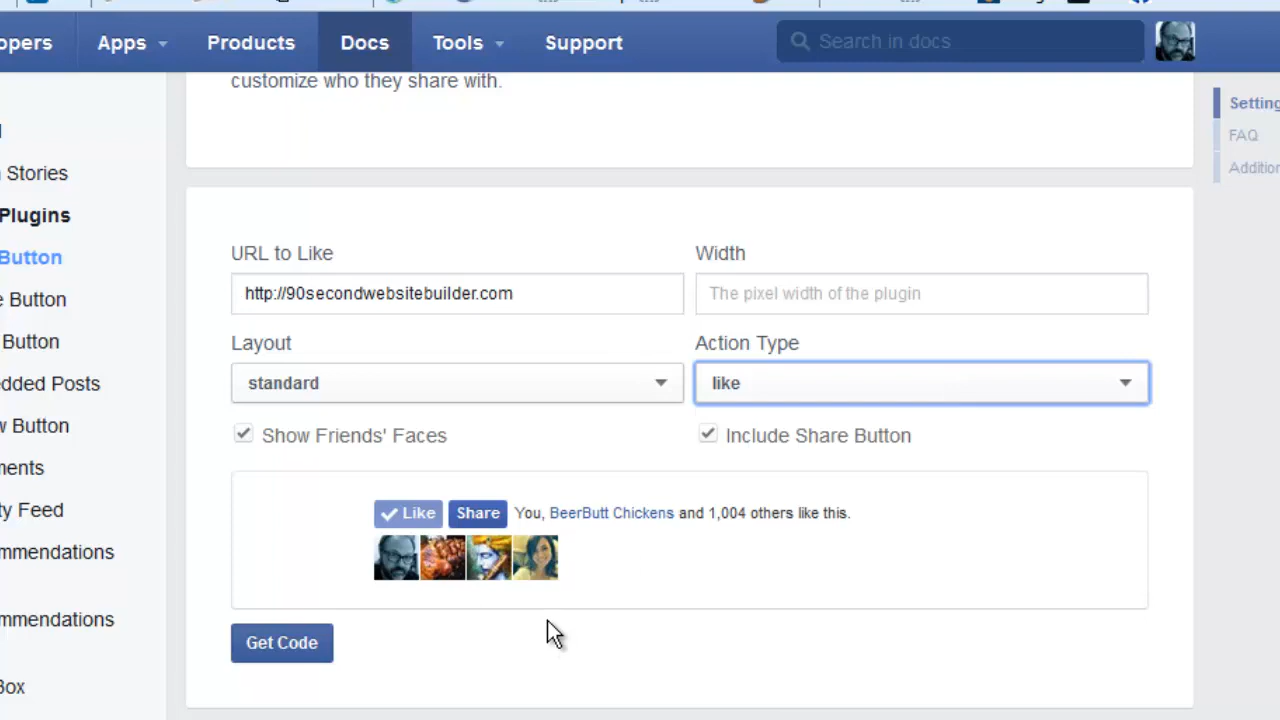 opers
Apps
Products
Docs
Tools
Support
Search in docs
customize who they share with.
Setting
FAQ
Addition
Stories
Plugins
Button
e Button
Button
dded Posts
w Button
ments
ty Feed
mmendations
mmendations
Box
URL to Like
Width
http://90secondwebsitebuilder.com
The pixel width of the plugin
Layout
Action Type
standard
like
Show Friends' Faces
Include Share Button
Like
Share
You, BeerButt Chickens and 1,004 others like this.
Get Code